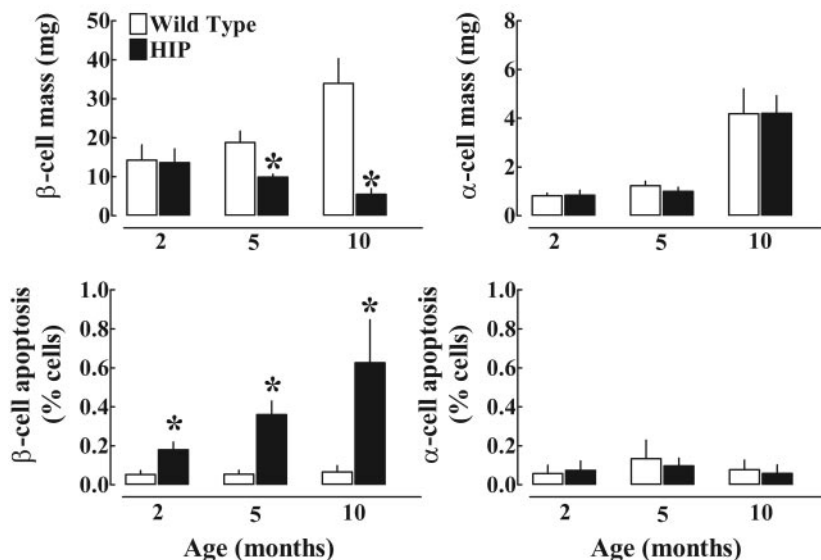 β-cell mass (mg)
50
40
30
20
10
0
Wild Type
HIP
*
*
2 5 10
α-cell mass (mg)
8
6
4
2
0
2 5 10
β-cell apoptosis
(% cells)
1.0
0.8
0.6
0.4
0.2
0.0
*
*
*
2 5 10
Age (months)
α-cell apoptosis
(% cells)
1.0
0.8
0.6
0.4
0.2
0.0
2 5 10
Age (months)